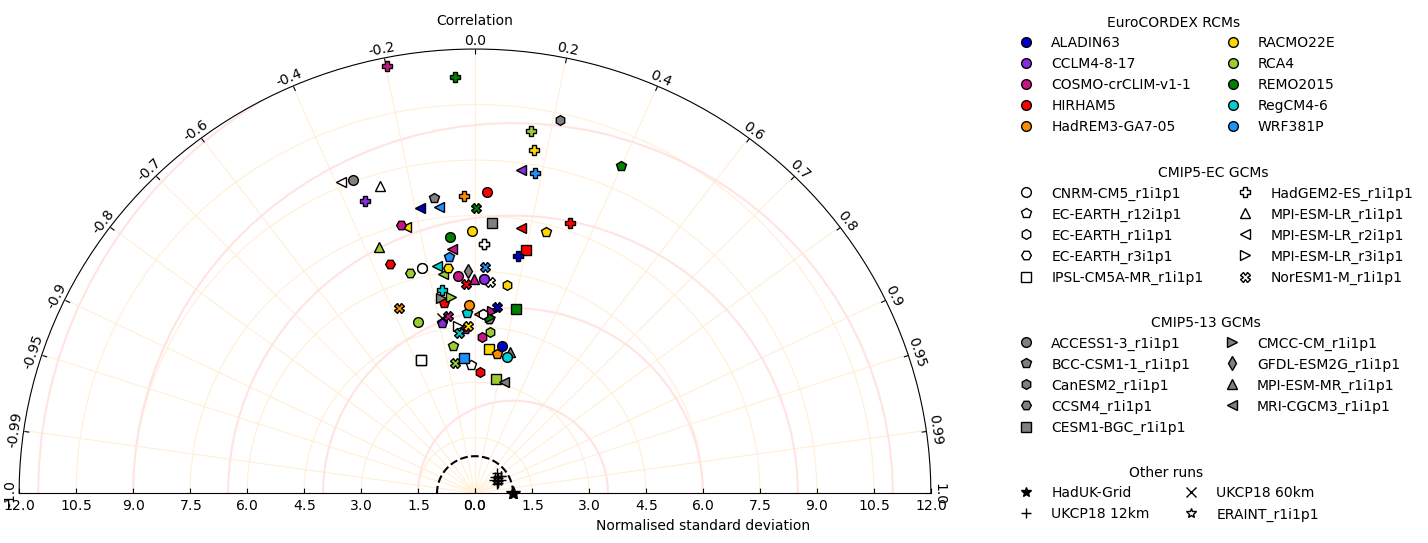 Correlation
-0.2
0.0
0.2
-0.4
0.4
-0.6
0.6
-0.7
0.7
-0.8
0.8
-0.9
0.9
-0.95
0.95
-0.99
0.99
-1.0
1.0
12.0 10.5 9.0 7.5 6.0 4.5 3.0 1.5 0.0 1.5 3.0 4.5 6.0 7.5 9.0 10.5 12.0
Normalised standard deviation
EuroCORDEX RCMs
ALADIN63 RACMO22E
CCLM4-8-17 RCA4
COSMO-crCLIM-v1-1 REMO2015
HIRHAM5 RegCM4-6
HadREM3-GA7-05 WRF381P
CMIP5-EC GCMs
CNRM-CM5_r1i1p1 HadGEM2-ES_r1i1p1
EC-EARTH_r12i1p1 MPI-ESM-LR_r1i1p1
EC-EARTH_r1i1p1 MPI-ESM-LR_r2i1p1
EC-EARTH_r3i1p1 MPI-ESM-LR_r3i1p1
IPSL-CM5A-MR_r1i1p1 NorESM1-M_r1i1p1
CMIP5-13 GCMs
ACCESS1-3_r1i1p1 CMCC-CM_r1i1p1
BCC-CSM1-1_r1i1p1 GFDL-ESM2G_r1i1p1
CanESM2_r1i1p1 MPI-ESM-MR_r1i1p1
CCSM4_r1i1p1 MRI-CGCM3_r1i1p1
CESM1-BGC_r1i1p1
Other runs
HadUK-Grid UKCP18 60km
UKCP18 12km ERAINT_r1i1p1